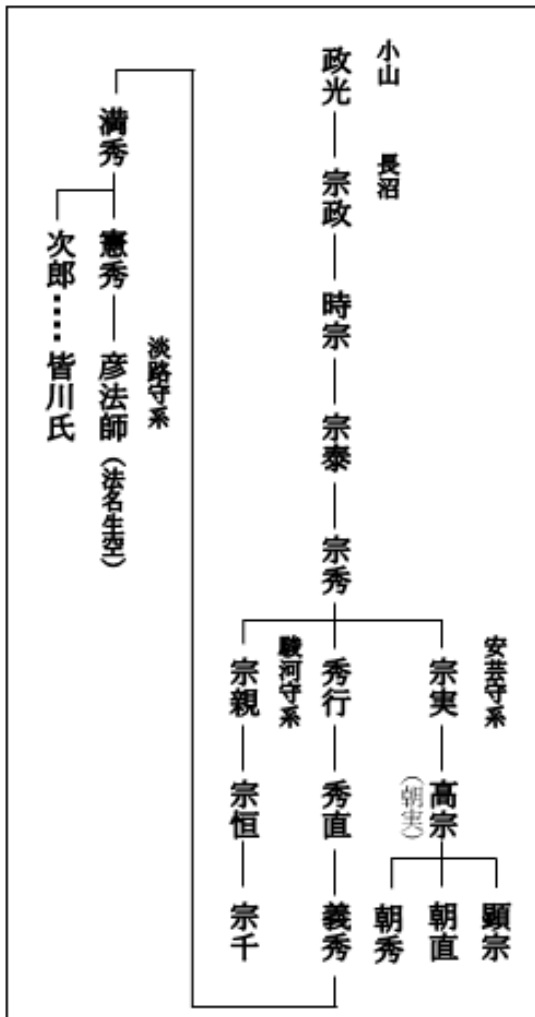 小山
政光
長沼
宗政
時宗
宗泰
宗秀
安芸守系
宗実
高宗
(朝実)
顕宗
朝直
朝秀
秀行
秀直
義秀
駿河守系
宗親
宗恒
宗千
満秀
憲秀
淡路守系
彦法師(法名生空)
次郎……皆川氏